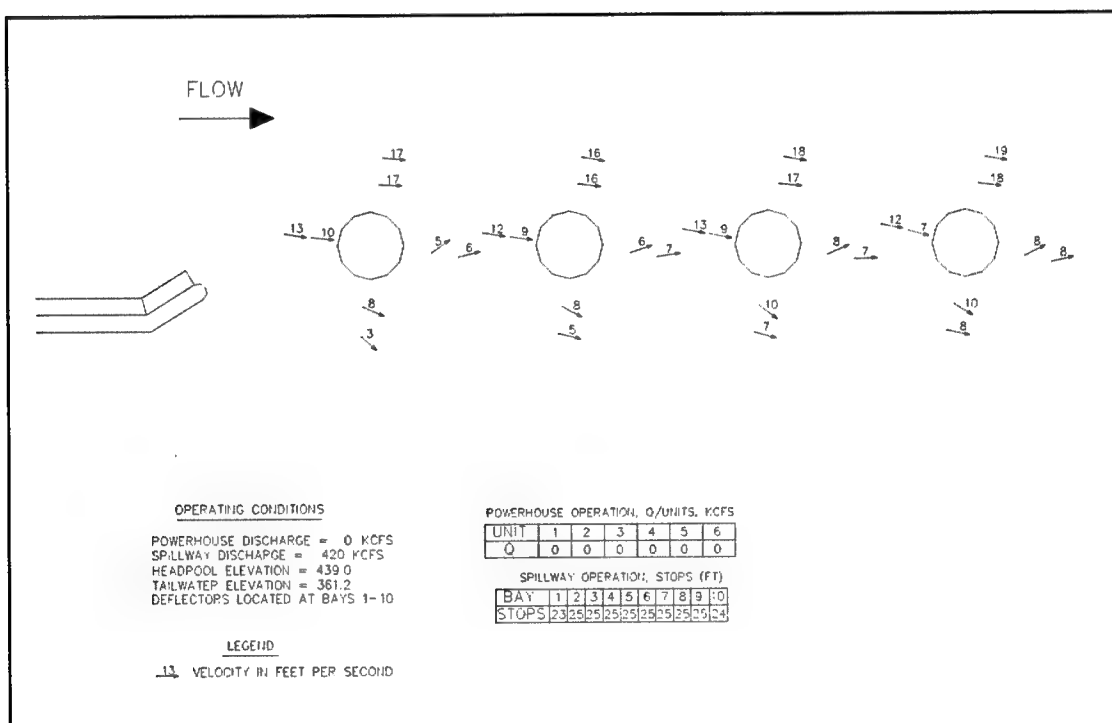 FLOW
17 16 18 19
17 16 17 18
13 10 12 9 13 9 12 7
5 6 6 7 8 7 8 8
8 8 10 10
3 5 7 8
OPERATING CONDITIONS
POWERHOUSE DISCHARGE = 0 KCFS
SPILLWAY DISCHARGE = 420 KCFS
HEADPOOL ELEVATION = 439.0
TAILWATER ELEVATION = 361.2
DEFLECTORS LOCATED AT BAYS 1-10
LEGEND
13 VELOCITY IN FEET PER SECOND
POWERHOUSE OPERATION, Q/UNITS, KCFS
UNIT 1 2 3 4 5 6
Q 0 0 0 0 0 0
SPILLWAY OPERATION, STOPS (FT)
BAY 1 2 3 4 5 6 7 8 9 10
STOPS 23 25 25 25 25 25 25 25 25 24